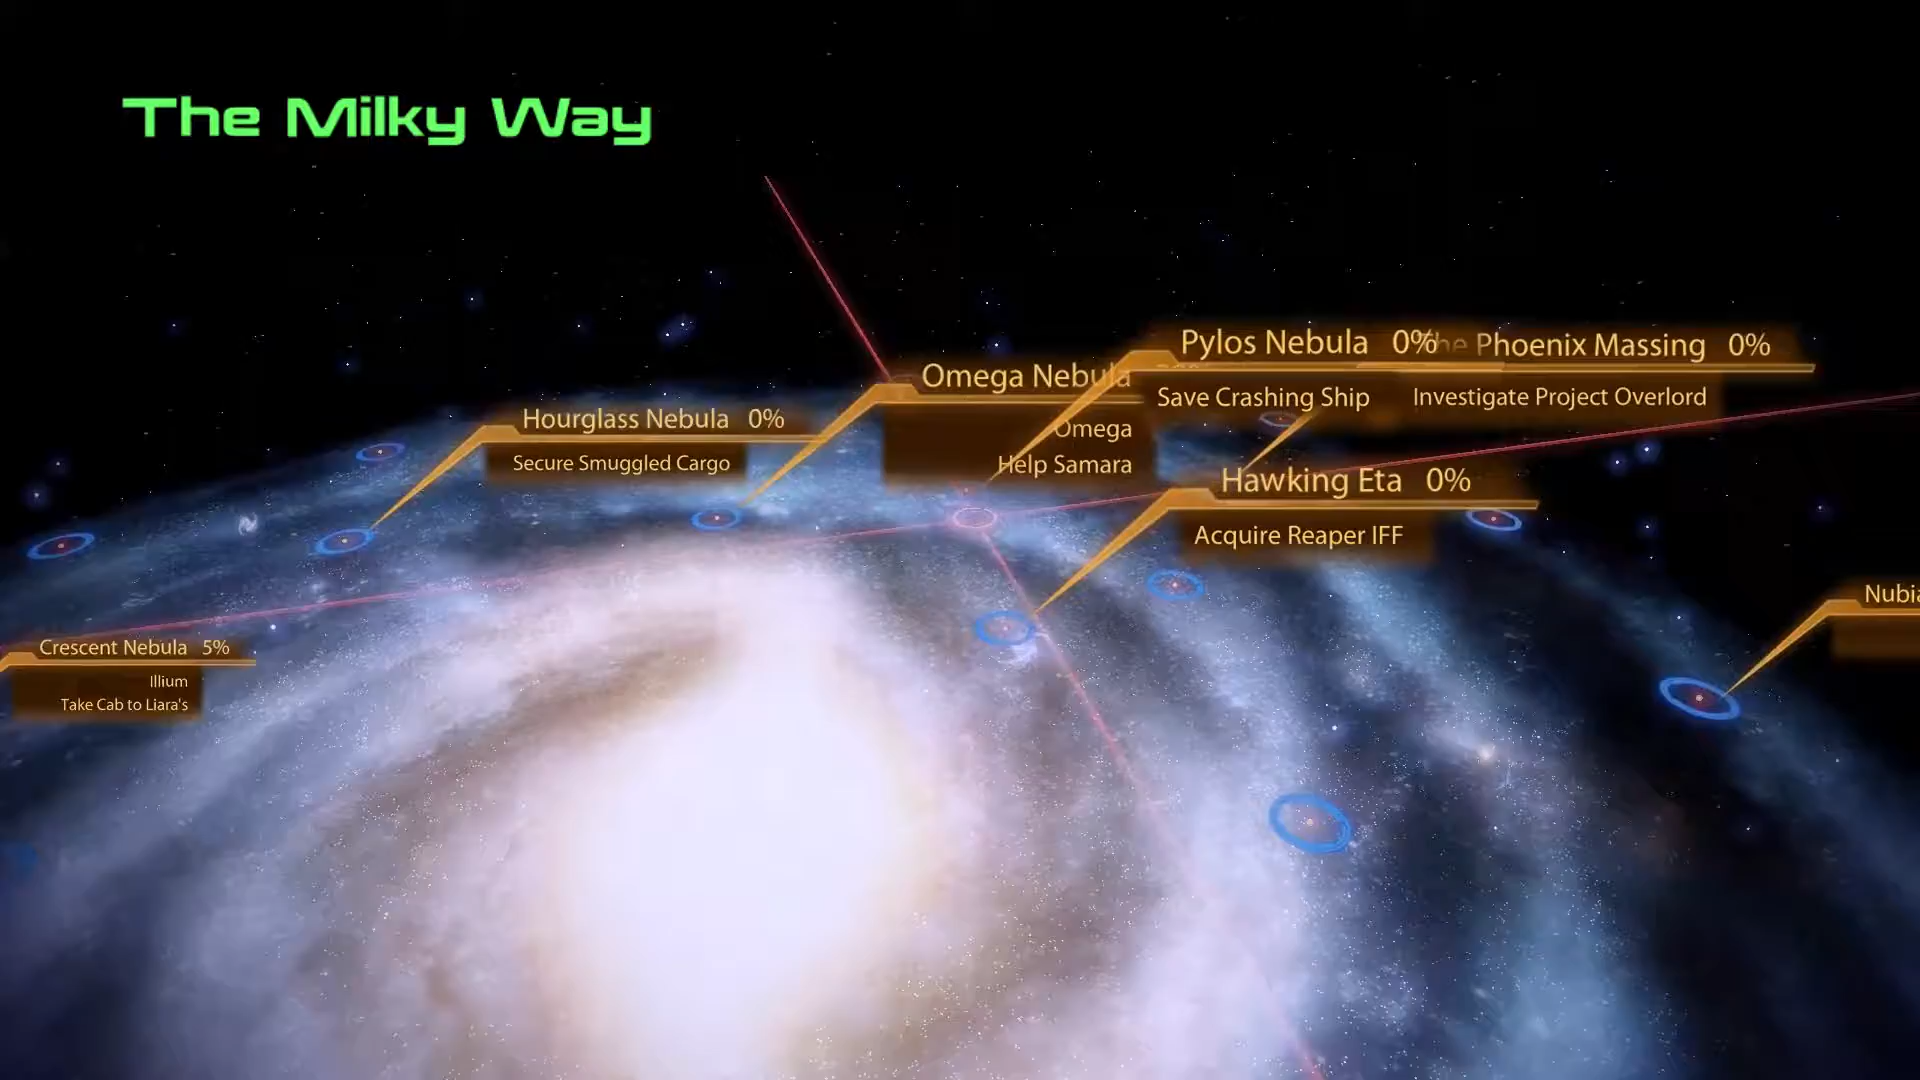 The Milky Way
Pylos Nebula 0%
Save Crashing Ship
The Phoenix Massing 0%
Investigate Project Overlord
Omega Nebula
Omega
Help Samara
Hourglass Nebula 0%
Secure Smuggled Cargo
Hawking Eta 0%
Acquire Reaper IFF
Nubia
Crescent Nebula 5%
Illium
Take Cab to Liara's